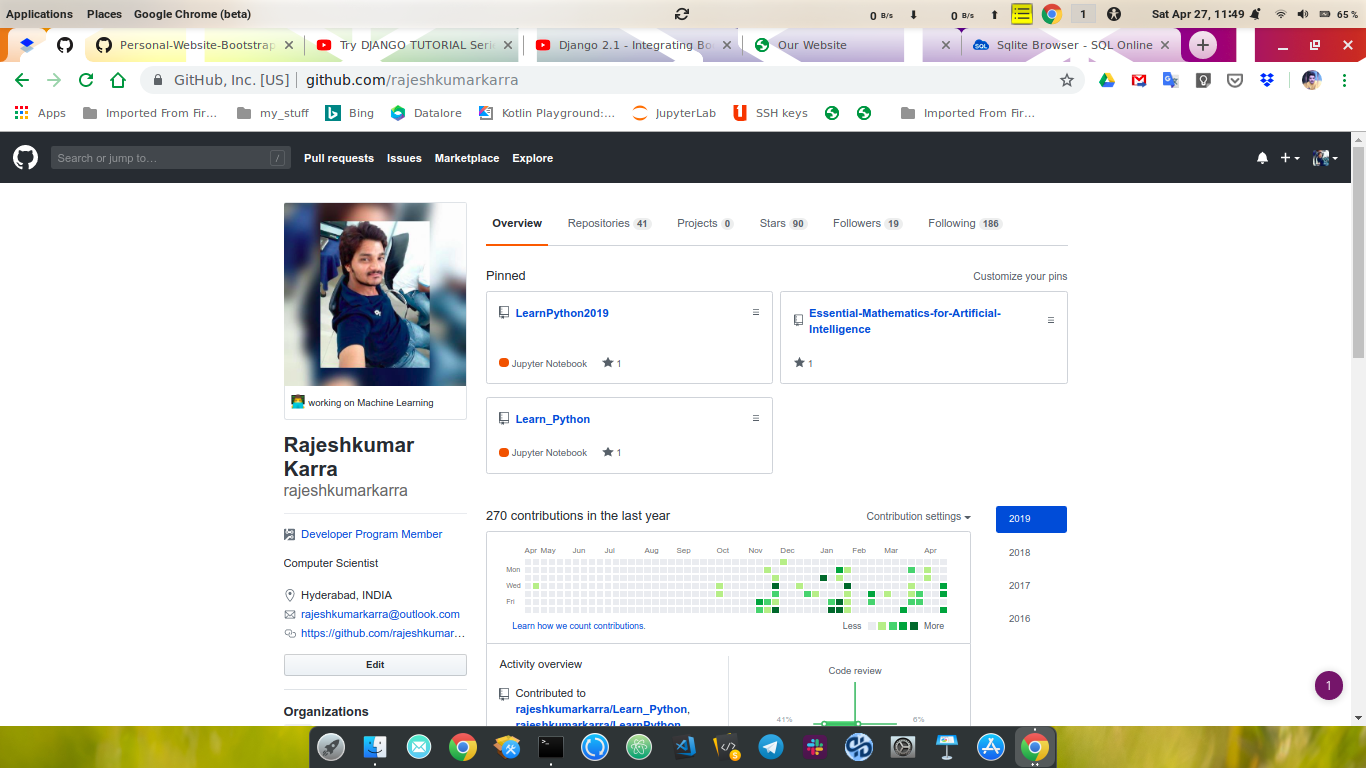 Applications Places Google Chrome (beta) 0 B/s 0 B/s 1 Sat Apr 27, 11:49 65 %
Personal-Website-Bootstrap Try DJANGO TUTORIAL Seri Django 2.1 - Integrating Bo Our Website Sqlite Browser - SQL Online
GitHub, Inc. [US] github.com/rajeshkumarkarra
Apps Imported From Fir... my_stuff Bing Datalore Kotlin Playground:... JupyterLab SSH keys Imported From Fir...
Search or jump to... / Pull requests Issues Marketplace Explore
Overview Repositories 41 Projects 0 Stars 90 Followers 19 Following 186
Pinned Customize your pins
LearnPython2019
Jupyter Notebook 1
Essential-Mathematics-for-Artificial-
Intelligence
1
Learn_Python
Jupyter Notebook 1
working on Machine Learning
Rajeshkumar
Karra
rajeshkumarkarra
Developer Program Member
Computer Scientist
Hyderabad, INDIA
rajeshkumarkarra@outlook.com
https://github.com/rajeshkumar...
Edit
Organizations
270 contributions in the last year Contribution settings
2019
2018
2017
2016
Apr May Jun Jul Aug Sep Oct Nov Dec Jan Feb Mar Apr
Mon
Wed
Fri
Learn how we count contributions. Less More
Activity overview
Contributed to
rajeshkumarkarra/Learn_Python,
rajeshkumarkarra/LearnPython
Code review
41% 6%
1